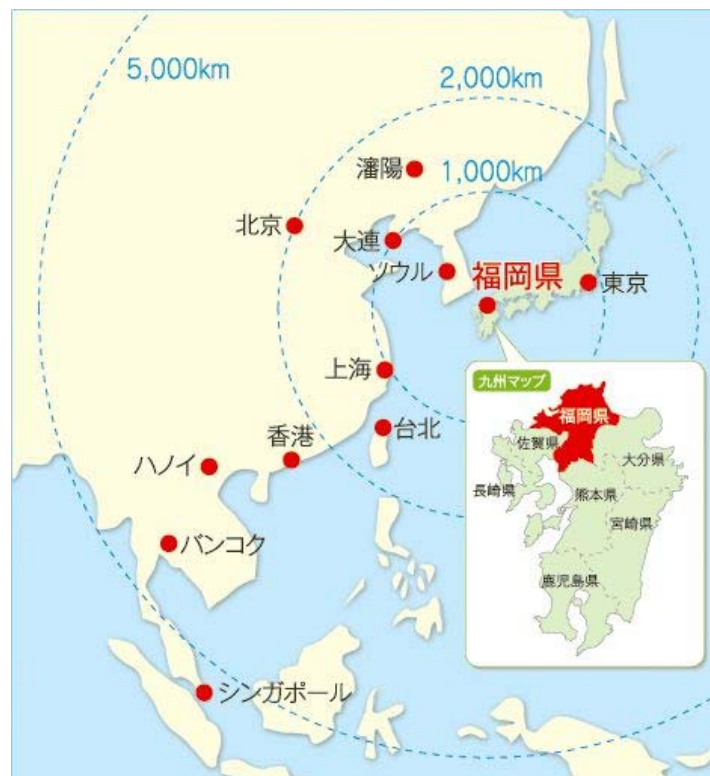 5,000km
2,000km
1,000km
瀋陽
北京
大連
ソウル
福岡県
東京
上海
台北
香港
ハノイ
バンコク
シンガポール
九州マップ
福岡県
佐賀県
大分県
長崎県
熊本県
宮崎県
鹿児島県